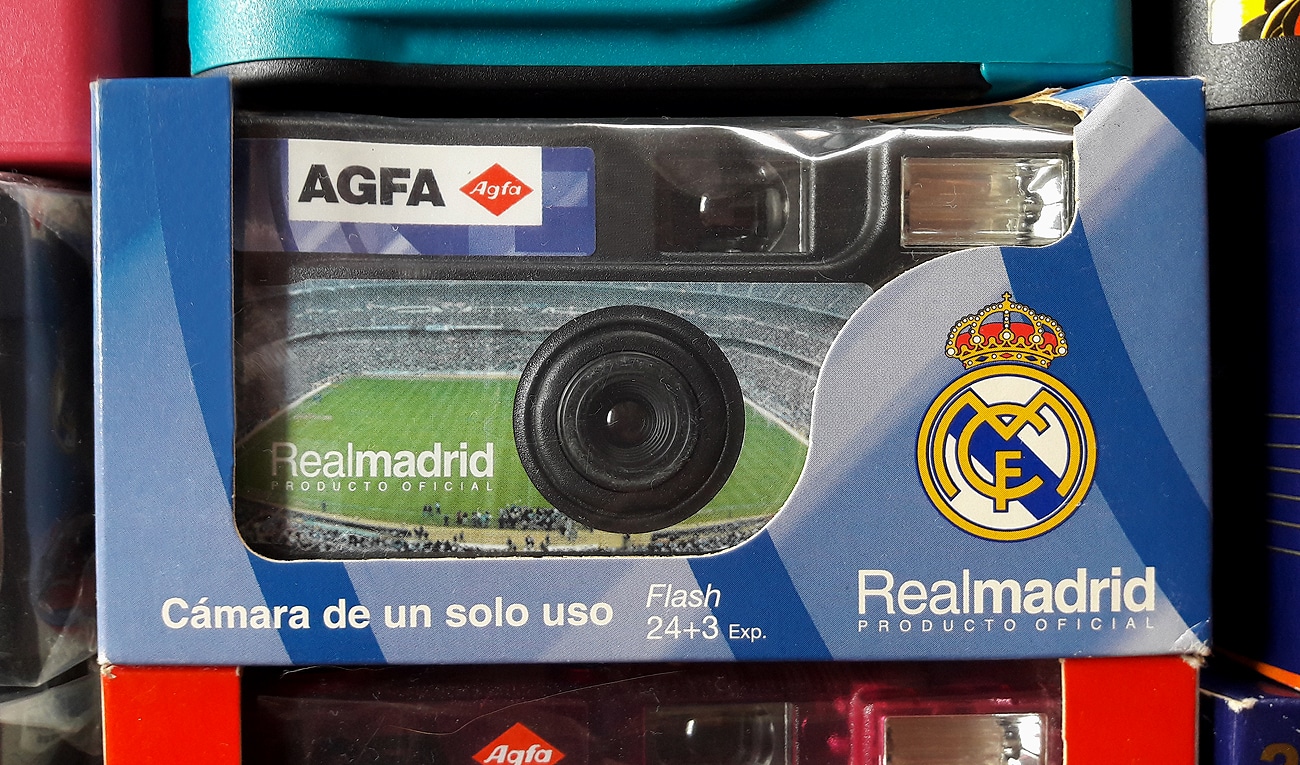 AGFA
Agfa
Realmadrid
PRODUCTO OFICIAL
Cámara de un solo uso
Flash
24+3 Exp.
Realmadrid
PRODUCTO OFICIAL
Agfa